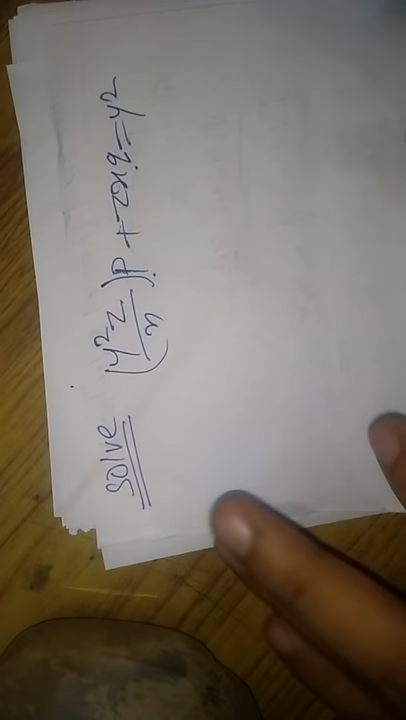 solve (y²z/x)p + zxq = y²